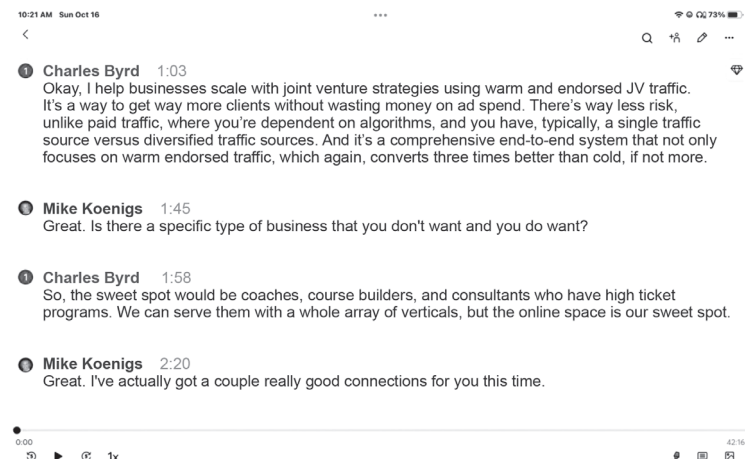 10:21 AM Sun Oct 16
73%
1 Charles Byrd 1:03
Okay, I help businesses scale with joint venture strategies using warm and endorsed JV traffic.
It's a way to get way more clients without wasting money on ad spend. There's way less risk,
unlike paid traffic, where you're dependent on algorithms, and you have, typically, a single traffic
source versus diversified traffic sources. And it's a comprehensive end-to-end system that not only
focuses on warm endorsed traffic, which again, converts three times better than cold, if not more.
Mike Koenigs 1:45
Great. Is there a specific type of business that you don't want and you do want?
1 Charles Byrd 1:58
So, the sweet spot would be coaches, course builders, and consultants who have high ticket
programs. We can serve them with a whole array of verticals, but the online space is our sweet spot.
Mike Koenigs 2:20
Great. I've actually got a couple really good connections for you this time.
0:00
42:16
1x